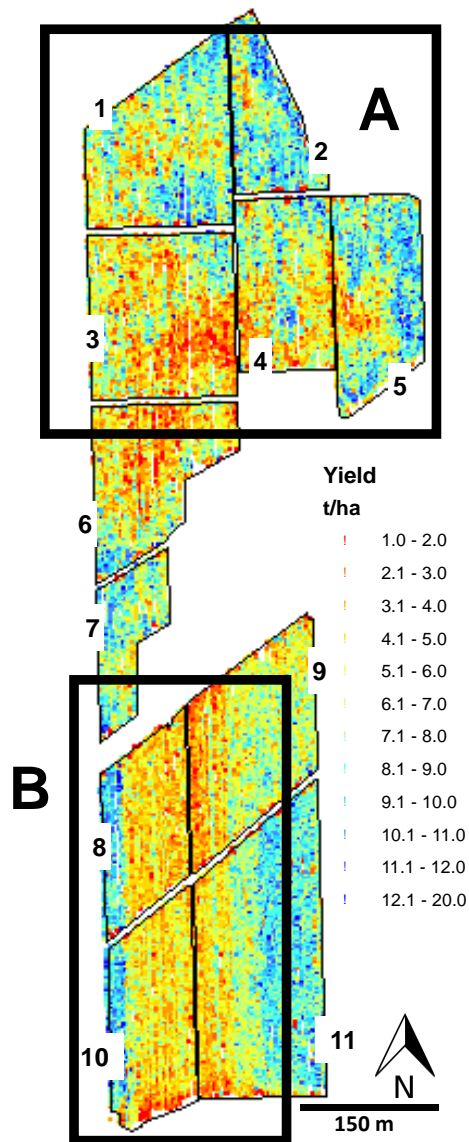 1
A
2
3
4
5
Yield
t/ha
6
! 1.0 - 2.0
! 2.1 - 3.0
! 3.1 - 4.0
! 4.1 - 5.0
! 5.1 - 6.0
! 6.1 - 7.0
! 7.1 - 8.0
! 8.1 - 9.0
! 9.1 - 10.0
! 10.1 - 11.0
! 11.1 - 12.0
! 12.1 - 20.0
7
9
B
8
10
11
N
150 m